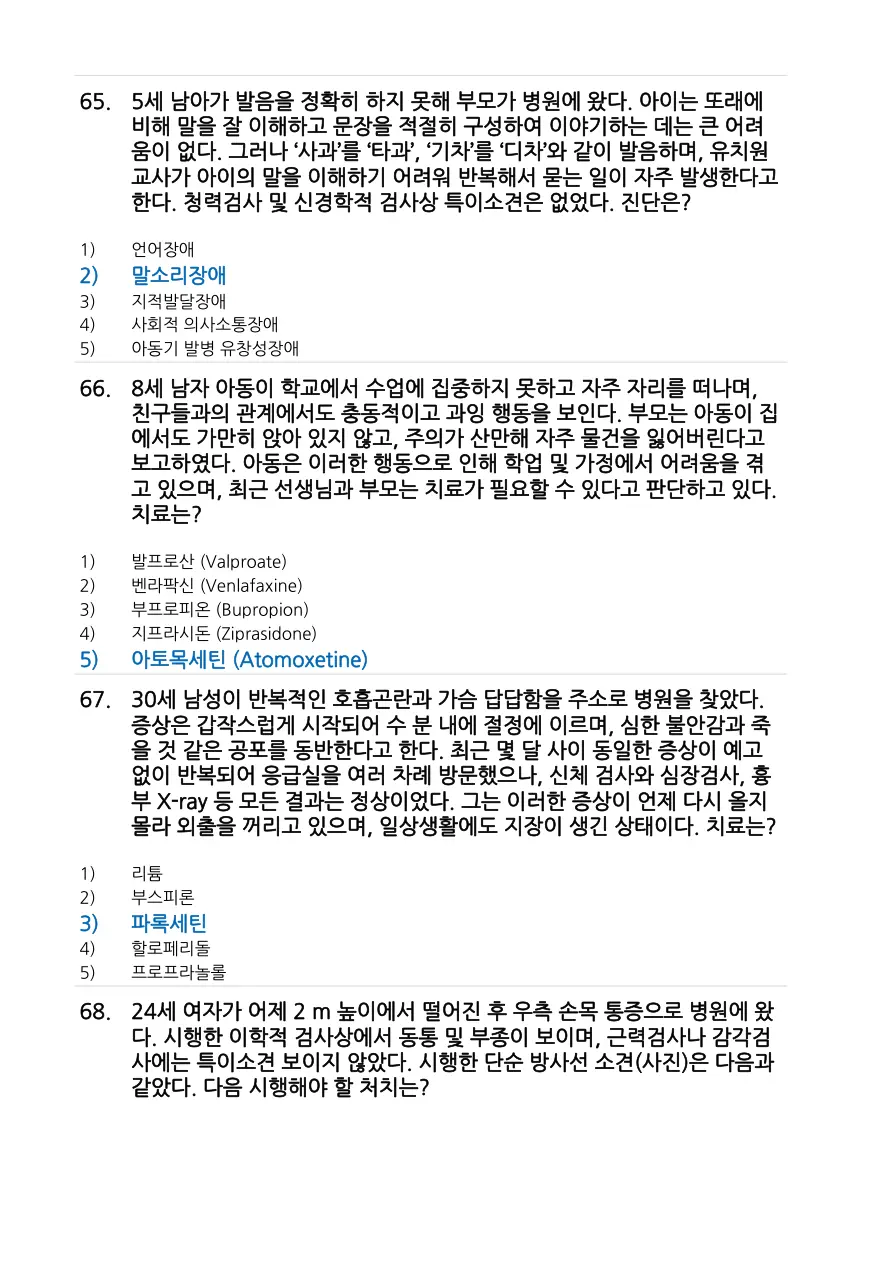 65. 5세 남아가 발음을 정확히 하지 못해 부모가 병원에 왔다. 아이는 또래에
비해 말을 잘 이해하고 문장을 적절히 구성하여 이야기하는 데는 큰 어려
움이 없다. 그러나 ‘사과’를 ‘타과’, ‘기차’를 ‘디차’와 같이 발음하며, 유치원
교사가 아이의 말을 이해하기 어려워 반복해서 묻는 일이 자주 발생한다고
한다. 청력검사 및 신경학적 검사상 특이소견은 없었다. 진단은?
1) 언어장애
2) 말소리장애
3) 지적발달장애
4) 사회적 의사소통장애
5) 아동기 발병 유창성장애
66. 8세 남자 아동이 학교에서 수업에 집중하지 못하고 자주 자리를 떠나며,
친구들과의 관계에서도 충동적이고 과잉 행동을 보인다. 부모는 아동이 집
에서도 가만히 앉아 있지 않고, 주의가 산만해 자주 물건을 잃어버린다고
보고하였다. 아동은 이러한 행동으로 인해 학업 및 가정에서 어려움을 겪
고 있으며, 최근 선생님과 부모는 치료가 필요할 수 있다고 판단하고 있다.
치료는?
1) 발프로산 (Valproate)
2) 벤라팍신 (Venlafaxine)
3) 부프로피온 (Bupropion)
4) 지프라시돈 (Ziprasidone)
5) 아토목세틴 (Atomoxetine)
67. 30세 남성이 반복적인 호흡곤란과 가슴 답답함을 주소로 병원을 찾았다.
증상은 갑작스럽게 시작되어 수 분 내에 절정에 이르며, 심한 불안감과 죽
을 것 같은 공포를 동반한다고 한다. 최근 몇 달 사이 동일한 증상이 예고
없이 반복되어 응급실을 여러 차례 방문했으나, 신체 검사와 심장검사, 흉
부 X-ray 등 모든 결과는 정상이었다. 그는 이러한 증상이 언제 다시 올지
몰라 외출을 꺼리고 있으며, 일상생활에도 지장이 생긴 상태이다. 치료는?
1) 리튬
2) 부스피론
3) 파록세틴
4) 할로페리돌
5) 프로프라놀롤
68. 24세 여자가 어제 2 m 높이에서 떨어진 후 우측 손목 통증으로 병원에 왔
다. 시행한 이학적 검사상에서 동통 및 부종이 보이며, 근력검사나 감각검
사에는 특이소견 보이지 않았다. 시행한 단순 방사선 소견(사진)은 다음과
같았다. 다음 시행해야 할 처치는?